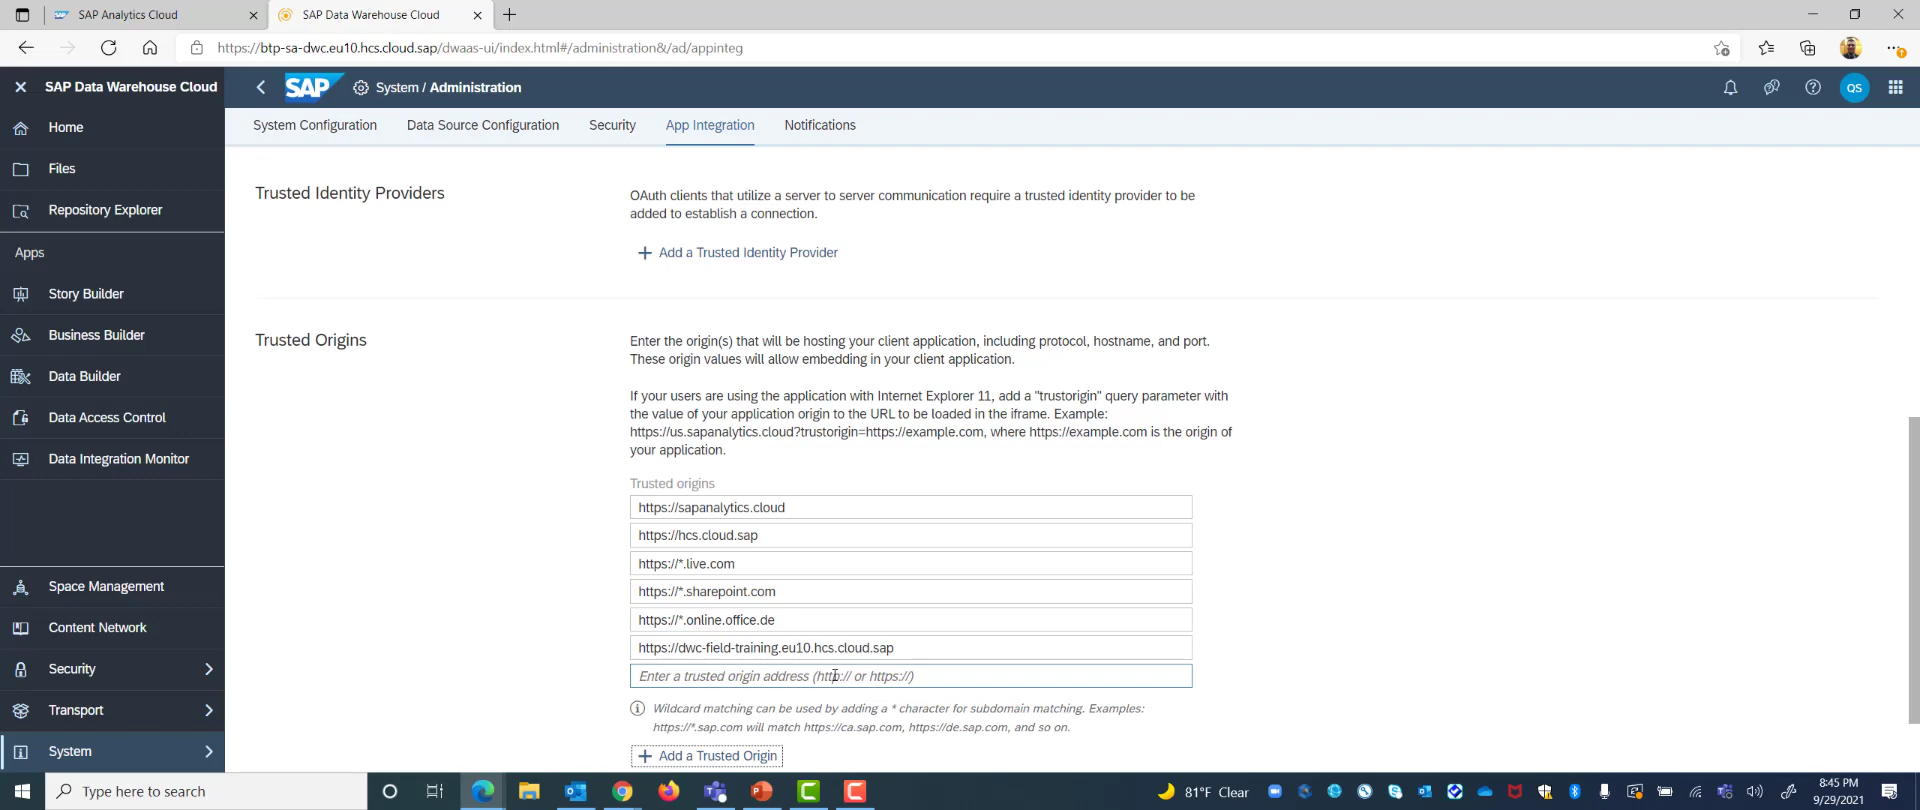 SAP Analytics Cloud
SAP Data Warehouse Cloud
https://btp-sa-dwc.eu10.hcs.cloud.sap/dwaas-ui/index.html#/administration&/ad/appinteg
SAP Data Warehouse Cloud
SAP
System / Administration
QS
Home
Files
Repository Explorer
Apps
Story Builder
Business Builder
Data Builder
Data Access Control
Data Integration Monitor
Space Management
Content Network
Security
Transport
System
System Configuration
Data Source Configuration
Security
App Integration
Notifications
Trusted Identity Providers
OAuth clients that utilize a server to server communication require a trusted identity provider to be
added to establish a connection.
Add a Trusted Identity Provider
Trusted Origins
Enter the origin(s) that will be hosting your client application, including protocol, hostname, and port.
These origin values will allow embedding in your client application.
If your users are using the application with Internet Explorer 11, add a "trustorigin" query parameter with
the value of your application origin to the URL to be loaded in the iframe. Example:
https://us.sapanalytics.cloud?trustorigin=https://example.com, where https://example.com is the origin of
your application.
Trusted origins
https://sapanalytics.cloud
https://hcs.cloud.sap
https://*.live.com
https://*.sharepoint.com
https://*.online.office.de
https://dwc-field-training.eu10.hcs.cloud.sap
Enter a trusted origin address (http:// or https://)
Wildcard matching can be used by adding a * character for subdomain matching. Examples:
https://*.sap.com will match https://ca.sap.com, https://de.sap.com, and so on.
Add a Trusted Origin
Type here to search
81°F Clear
8:45 PM
9/29/2021